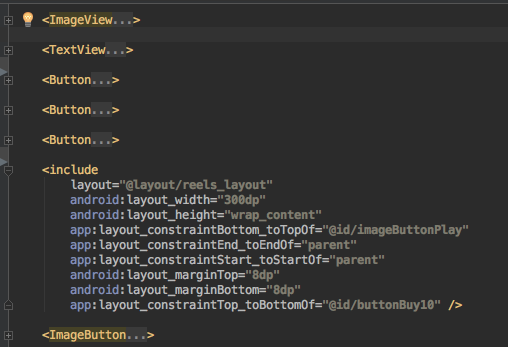 <ImageView...>
<TextView...>
<Button...>
<Button...>
<Button...>
<include
layout="@layout/reels_layout"
android:layout_width="300dp"
android:layout_height="wrap_content"
app:layout_constraintBottom_toTopOf="@id/imageButtonPlay"
app:layout_constraintEnd_toEndOf="parent"
app:layout_constraintStart_toStartOf="parent"
android:layout_marginTop="8dp"
android:layout_marginBottom="8dp"
app:layout_constraintTop_toBottomOf="@id/buttonBuy10" />
<ImageButton...>